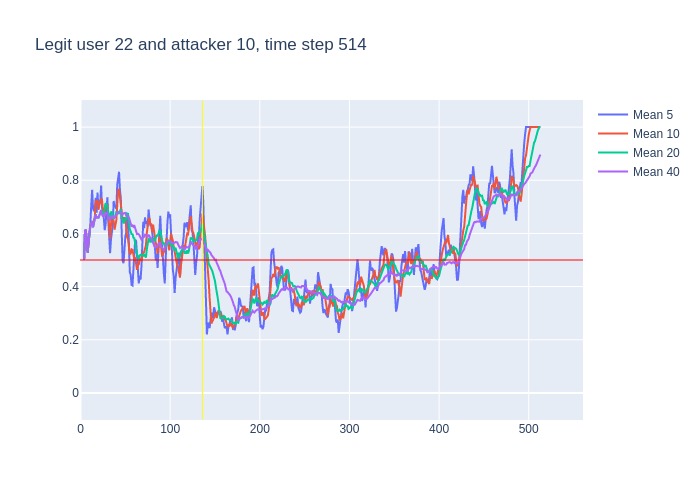 Legit user 22 and attacker 10, time step 514
Mean 5
Mean 10
Mean 20
Mean 40
1
0.8
0.6
0.4
0.2
0
0 100 200 300 400 500